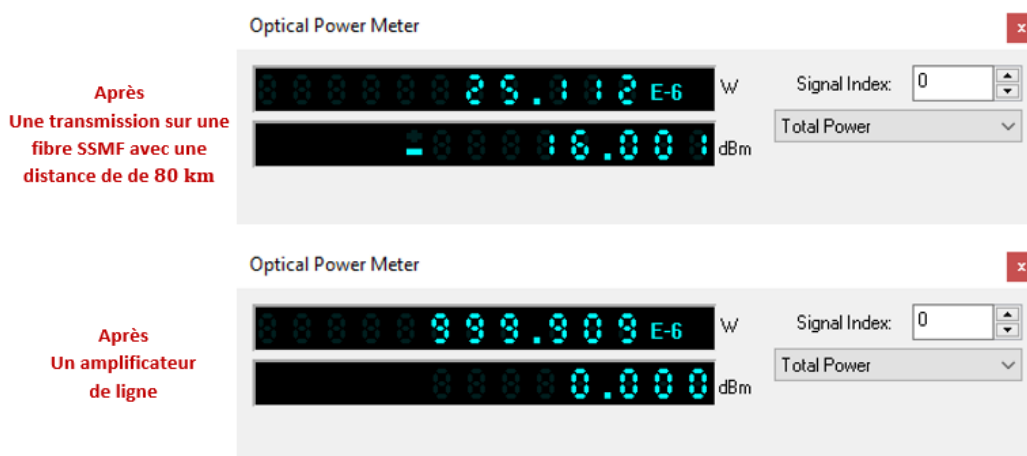 Optical Power Meter
x
Après
Une transmission sur une
fibre SSMF avec une
distance de de 80 km
25.112 E-6 W
Signal Index: 0
-16.001 dBm
Total Power
Optical Power Meter
x
Après
Un amplificateur
de ligne
999.909 E-6 W
Signal Index: 0
0.000 dBm
Total Power